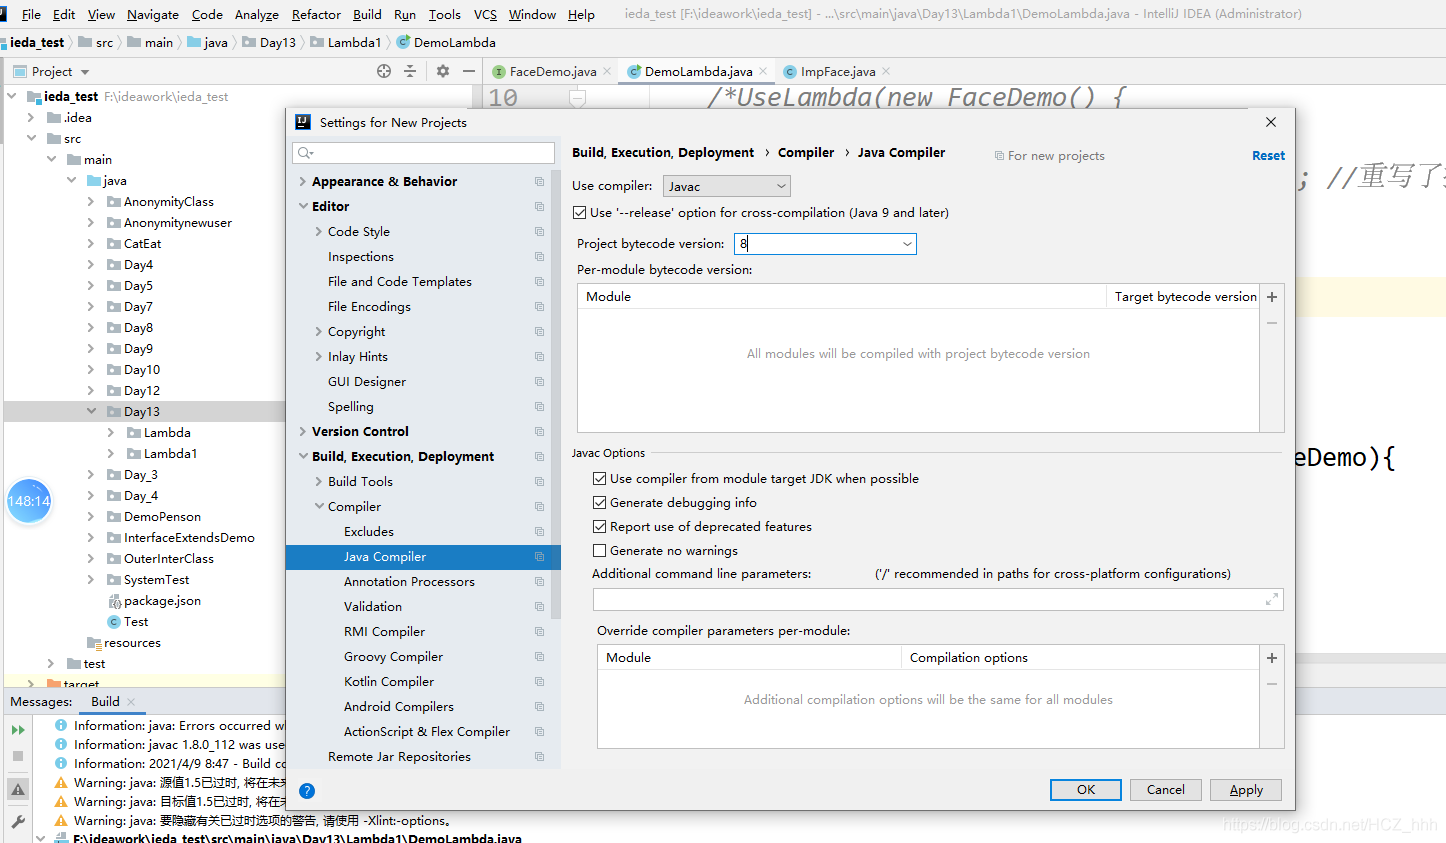 File Edit View Navigate Code Analyze Refactor Build Run Tools VCS Window Help ieda_test [F:\ideawork\ieda_test] - ...\src\main\java\Day13\Lambda1\DemoLambda.java - IntelliJ IDEA (Administrator)
ieda_test src main java Day13 Lambda1 DemoLambda
Project
FaceDemo.java DemoLambda.java ImpFace.java
ieda_test F:\ideawork\ieda_test
.idea
src
main
java
AnonymityClass
Anonymitynewuser
CatEat
Day4
Day5
Day7
Day8
Day9
Day10
Day12
Day13
Lambda
Lambda1
Day_3
Day_4
DemoPenson
InterfaceExtendsDemo
OuterInterClass
SystemTest
package.json
Test
resources
test
target
148:14
10 /*UseLambda(new FaceDemo() {
; //重写了
eDemo){
Settings for New Projects
Appearance & Behavior
Editor
Code Style
Inspections
File and Code Templates
File Encodings
Copyright
Inlay Hints
GUI Designer
Spelling
Version Control
Build, Execution, Deployment
Build Tools
Compiler
Excludes
Java Compiler
Annotation Processors
Validation
RMI Compiler
Groovy Compiler
Kotlin Compiler
Android Compilers
ActionScript & Flex Compiler
Remote Jar Repositories
Build, Execution, Deployment › Compiler › Java Compiler For new projects Reset
Use compiler: Javac
Use '--release' option for cross-compilation (Java 9 and later)
Project bytecode version: 8
Per-module bytecode version:
Module Target bytecode version
All modules will be compiled with project bytecode version
Javac Options
Use compiler from module target JDK when possible
Generate debugging info
Report use of deprecated features
Generate no warnings
Additional command line parameters: ('/' recommended in paths for cross-platform configurations)
Override compiler parameters per-module:
Module Compilation options
Additional compilation options will be the same for all modules
? OK Cancel Apply
Messages: Build
Information: java: Errors occurred w
Information: javac 1.8.0_112 was use
Information: 2021/4/9 8:47 - Build co
Warning: java: 源值1.5已过时, 将在未来
Warning: java: 目标值1.5已过时, 将在
Warning: java: 要隐藏有关已过时选项的警告, 请使用 -Xlint:-options。
F:\ideawork\ieda_test\src\main\java\Day13\Lambda1\DemoLambda.java
https://blog.csdn.net/HCZ_hhh